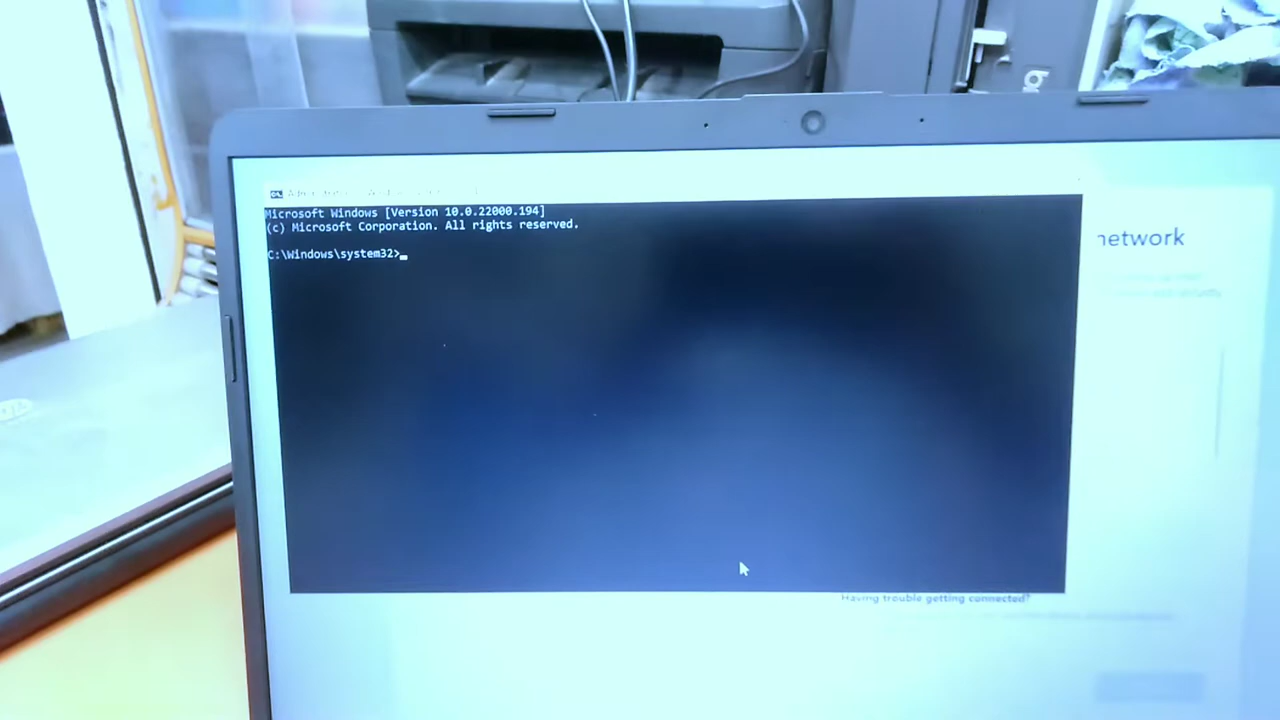 Microsoft Windows [Version 10.0.22000.194]
(c) Microsoft Corporation. All rights reserved.
C:\Windows\system32>
network
Having trouble getting connected?